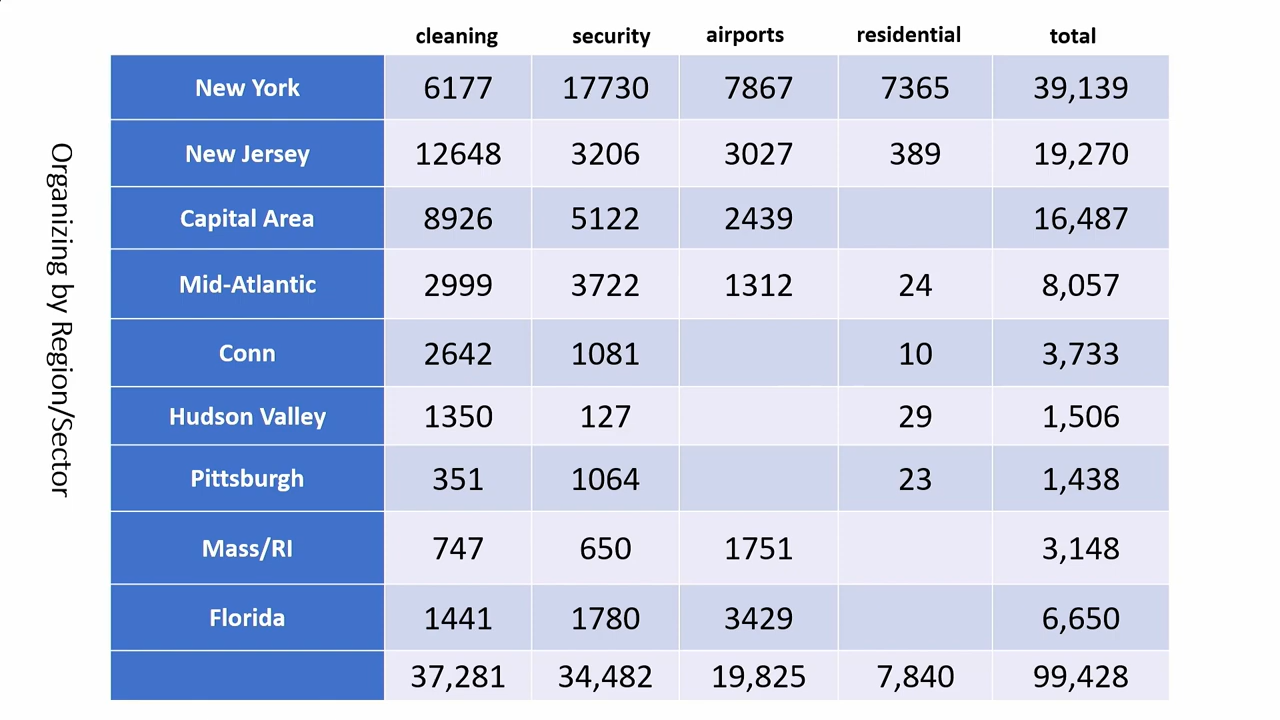 cleaning security airports residential total
New York 6177 17730 7867 7365 39,139
New Jersey 12648 3206 3027 389 19,270
Capital Area 8926 5122 2439 16,487
Mid-Atlantic 2999 3722 1312 24 8,057
Conn 2642 1081 10 3,733
Hudson Valley 1350 127 29 1,506
Pittsburgh 351 1064 23 1,438
Mass/RI 747 650 1751 3,148
Florida 1441 1780 3429 6,650
37,281 34,482 19,825 7,840 99,428
Organizing by Region/Sector